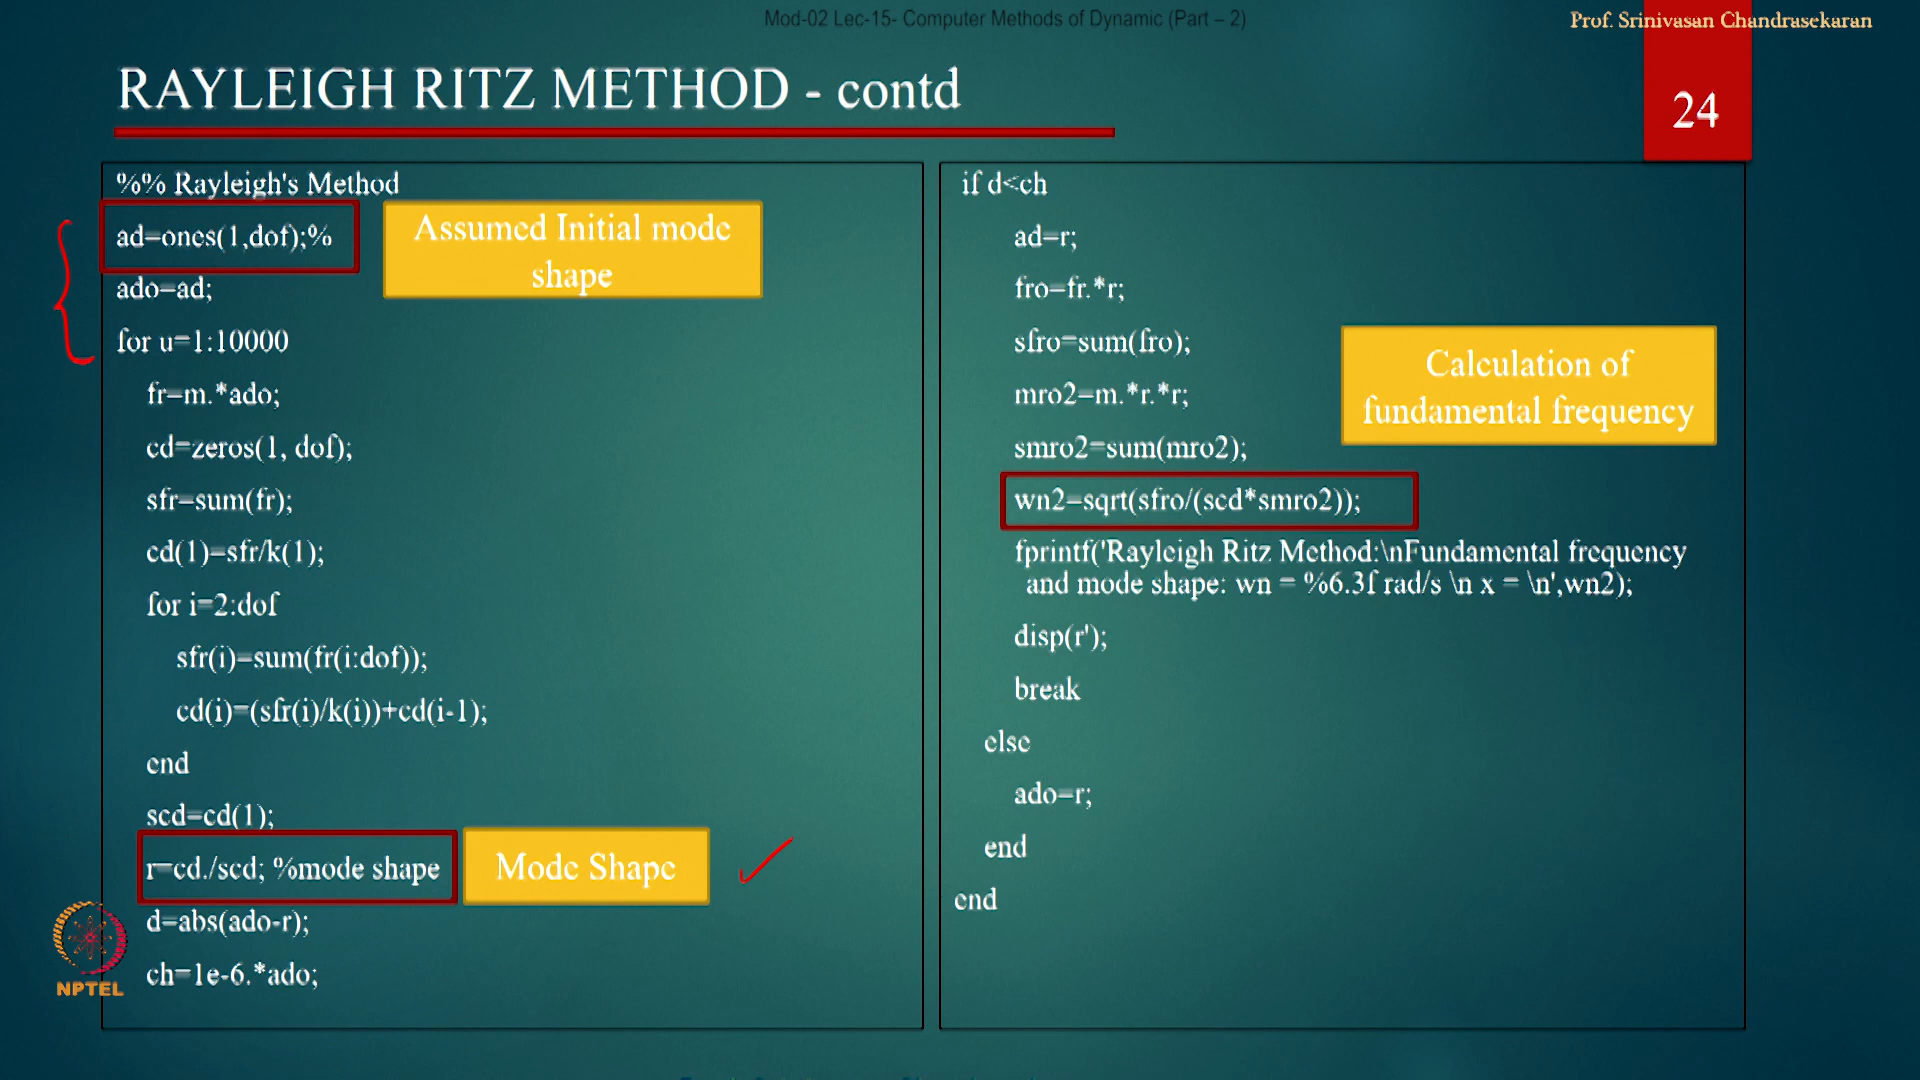 Mod-02 Lec-15- Computer Methods of Dynamic (Part – 2)
Prof. Srinivasan Chandrasekaran
RAYLEIGH RITZ METHOD - contd
24
%% Rayleigh's Method
ad=ones(1,dof);%
Assumed Initial mode
shape
ado=ad;
for u=1:10000
fr=m.*ado;
cd=zeros(1, dof);
sfr=sum(fr);
cd(1)=sfr/k(1);
for i=2:dof
sfr(i)=sum(fr(i:dof));
cd(i)=(sfr(i)/k(i))+cd(i-1);
end
scd=cd(1);
r=cd./scd; %mode shape
Mode Shape
d=abs(ado-r);
ch=1e-6.*ado;
NPTEL
if d<ch
ad=r;
fro=fr.*r;
sfro=sum(fro);
mro2=m.*r.*r;
smro2=sum(mro2);
Calculation of
fundamental frequency
wn2=sqrt(sfro/(scd*smro2));
fprintf('Rayleigh Ritz Method:\nFundamental frequency
and mode shape: wn = %6.3f rad/s \n x = \n',wn2);
disp(r');
break
else
ado=r;
end
end